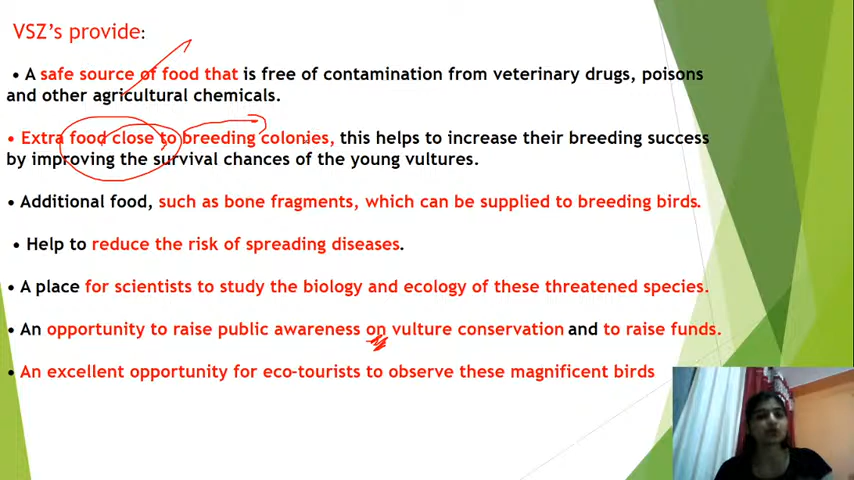 VSZ's provide:
• A safe source of food that is free of contamination from veterinary drugs, poisons
and other agricultural chemicals.
• Extra food close to breeding colonies, this helps to increase their breeding success
by improving the survival chances of the young vultures.
• Additional food, such as bone fragments, which can be supplied to breeding birds.
• Help to reduce the risk of spreading diseases.
• A place for scientists to study the biology and ecology of these threatened species.
• An opportunity to raise public awareness on vulture conservation and to raise funds.
• An excellent opportunity for eco-tourists to observe these magnificent birds